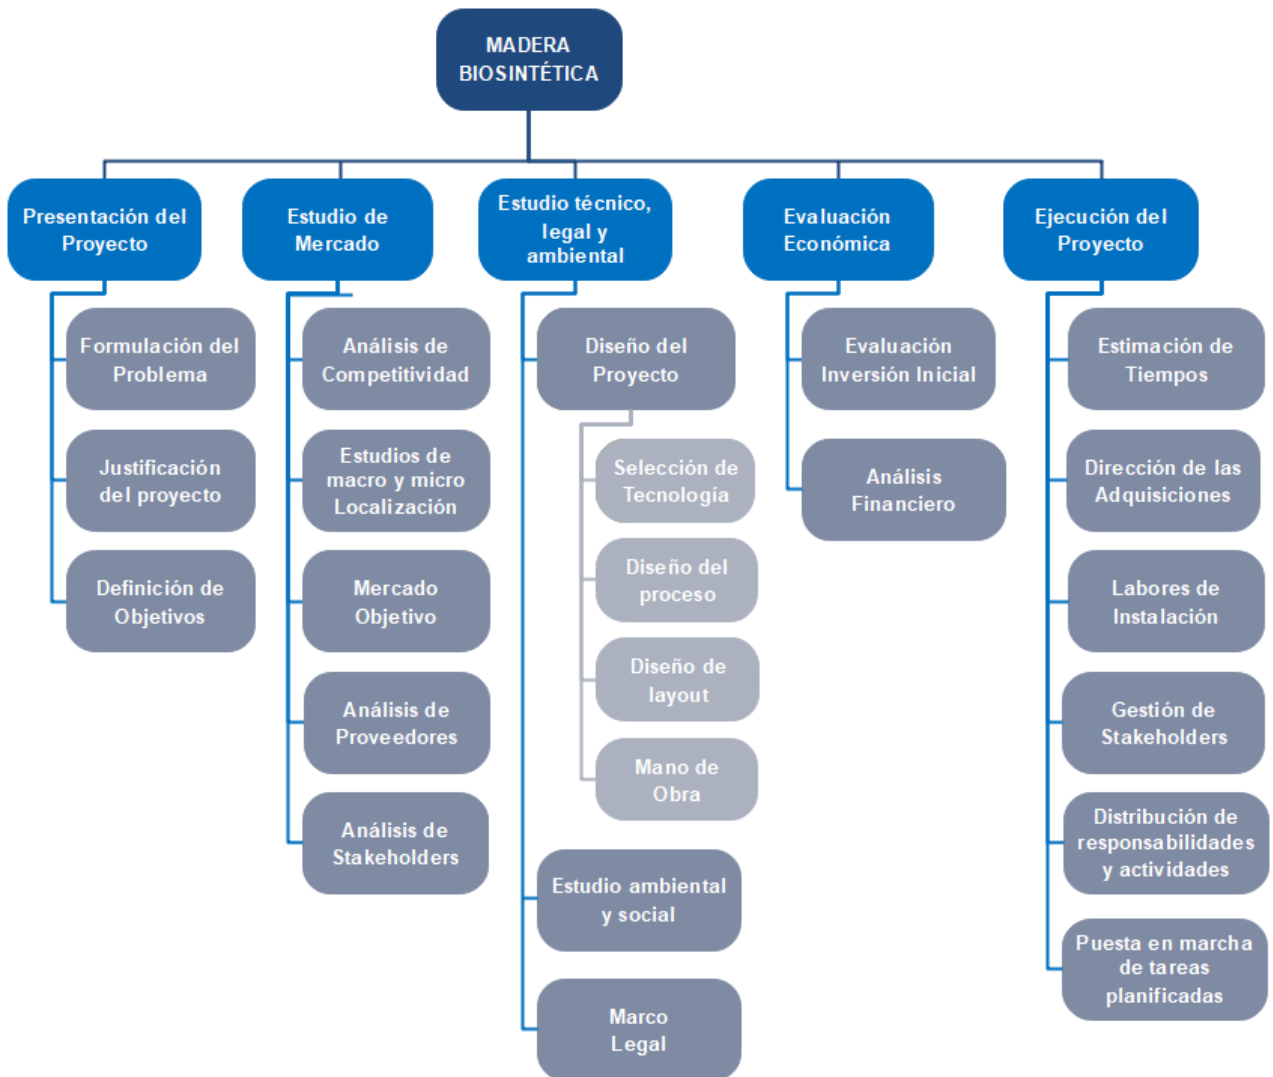 MADERA
BIOSINTÉTICA
Presentación del
Proyecto
Formulación del
Problema
Justificación
del proyecto
Definición de
Objetivos
Estudio de
Mercado
Análisis de
Competitividad
Estudios de
macro y micro
Localización
Mercado
Objetivo
Análisis de
Proveedores
Análisis de
Stakeholders
Estudio técnico,
legal y
ambiental
Diseño del
Proyecto
Selección de
Tecnología
Diseño del
proceso
Diseño de
layout
Mano de
Obra
Estudio ambiental
y social
Marco
Legal
Evaluación
Económica
Evaluación
Inversión Inicial
Análisis
Financiero
Ejecución del
Proyecto
Estimación de
Tiempos
Dirección de las
Adquisiciones
Labores de
Instalación
Gestión de
Stakeholders
Distribución de
responsabilidades
y actividades
Puesta en marcha
de tareas
planificadas